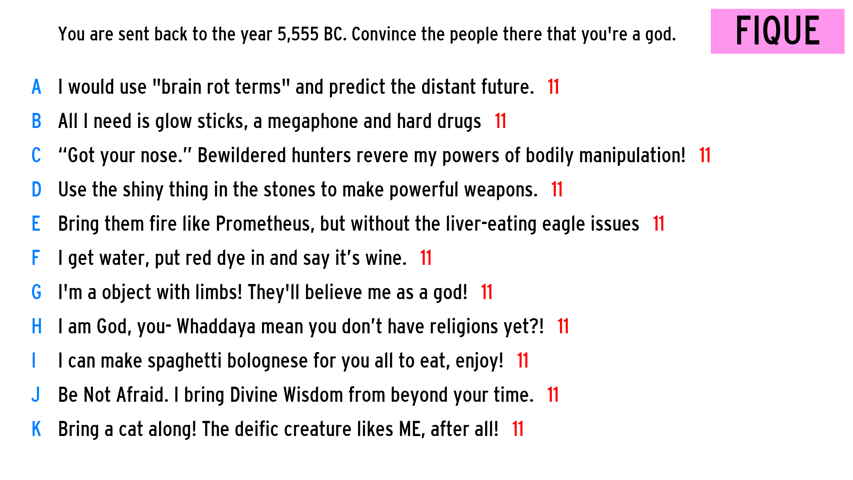 You are sent back to the year 5,555 BC. Convince the people there that you're a god.
FIQUE
A I would use "brain rot terms" and predict the distant future. 11
B All I need is glow sticks, a megaphone and hard drugs 11
C “Got your nose.” Bewildered hunters revere my powers of bodily manipulation! 11
D Use the shiny thing in the stones to make powerful weapons. 11
E Bring them fire like Prometheus, but without the liver-eating eagle issues 11
F I get water, put red dye in and say it’s wine. 11
G I'm a object with limbs! They'll believe me as a god! 11
H I am God, you- Whaddaya mean you don’t have religions yet?! 11
I I can make spaghetti bolognese for you all to eat, enjoy! 11
J Be Not Afraid. I bring Divine Wisdom from beyond your time. 11
K Bring a cat along! The deific creature likes ME, after all! 11